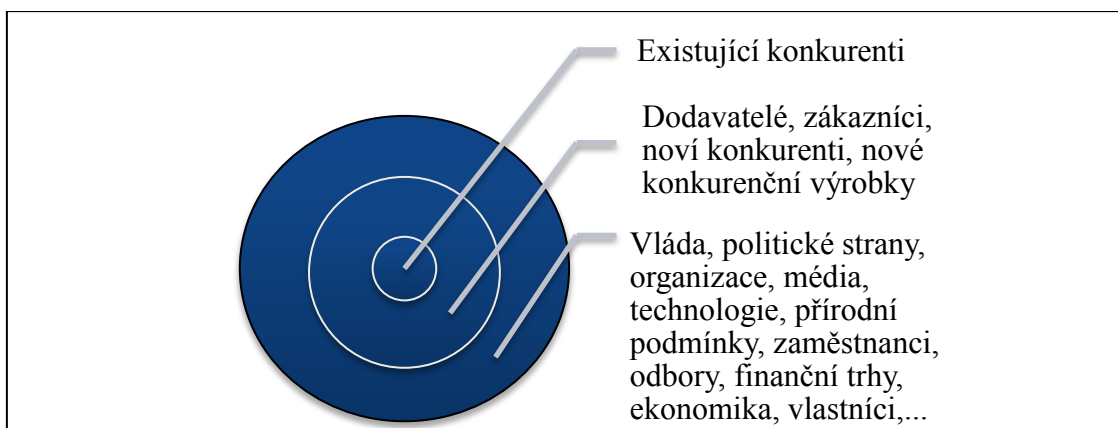 Existující konkurenti
Dodavatelé, zákazníci,
noví konkurenti, nové
konkurenční výrobky
Vláda, politické strany,
organizace, média,
technologie, přírodní
podmínky, zaměstnanci,
odbory, finanční trhy,
ekonomika, vlastníci,...